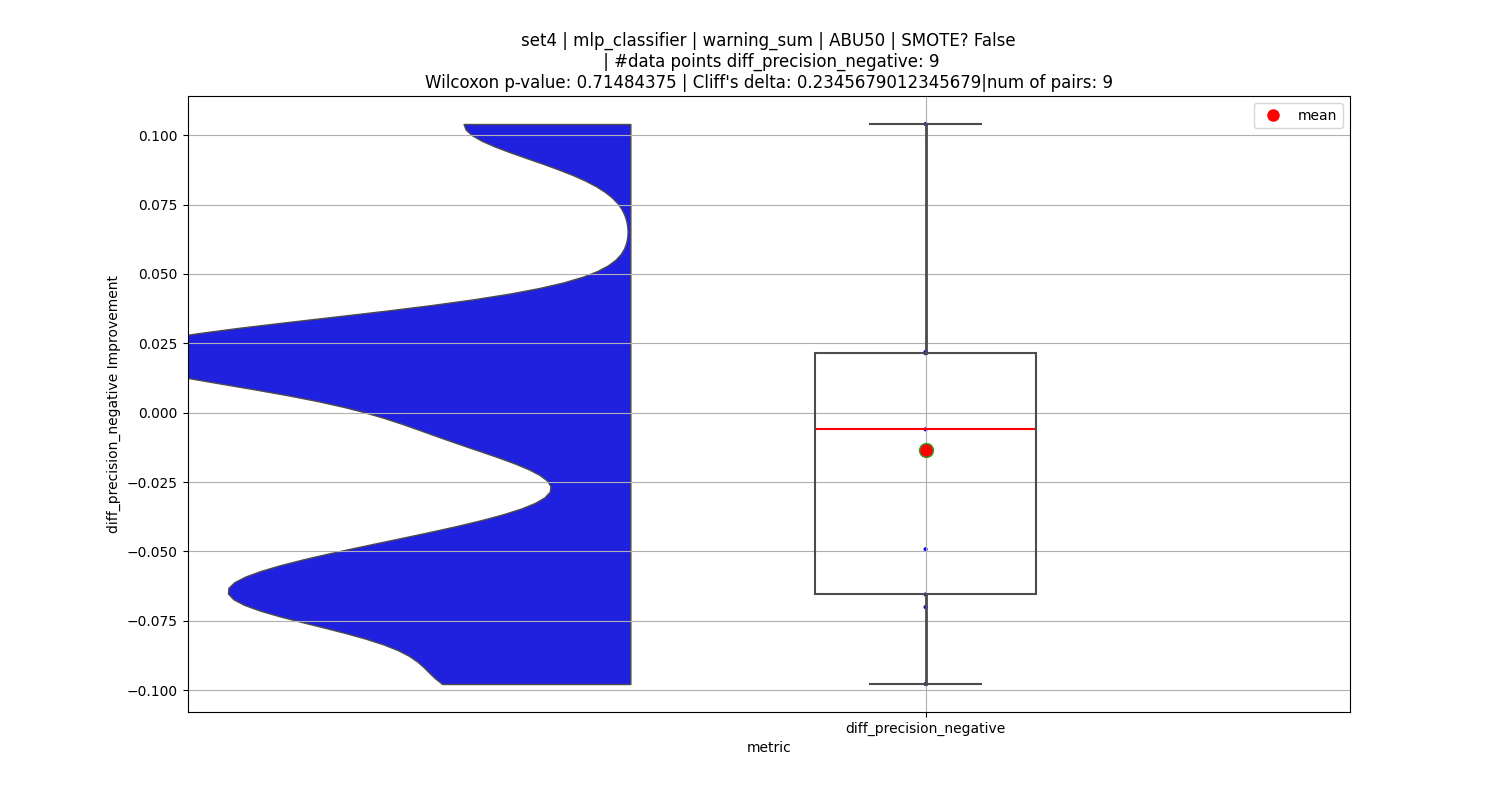 set4 | mlp_classifier | warning_sum | ABU50 | SMOTE? False
| #data points diff_precision_negative: 9
Wilcoxon p-value: 0.71484375 | Cliff's delta: 0.2345679012345679|num of pairs: 9
mean
0.100
0.075
0.050
0.025
0.000
−0.025
−0.050
−0.075
−0.100
diff_precision_negative Improvement
diff_precision_negative
metric